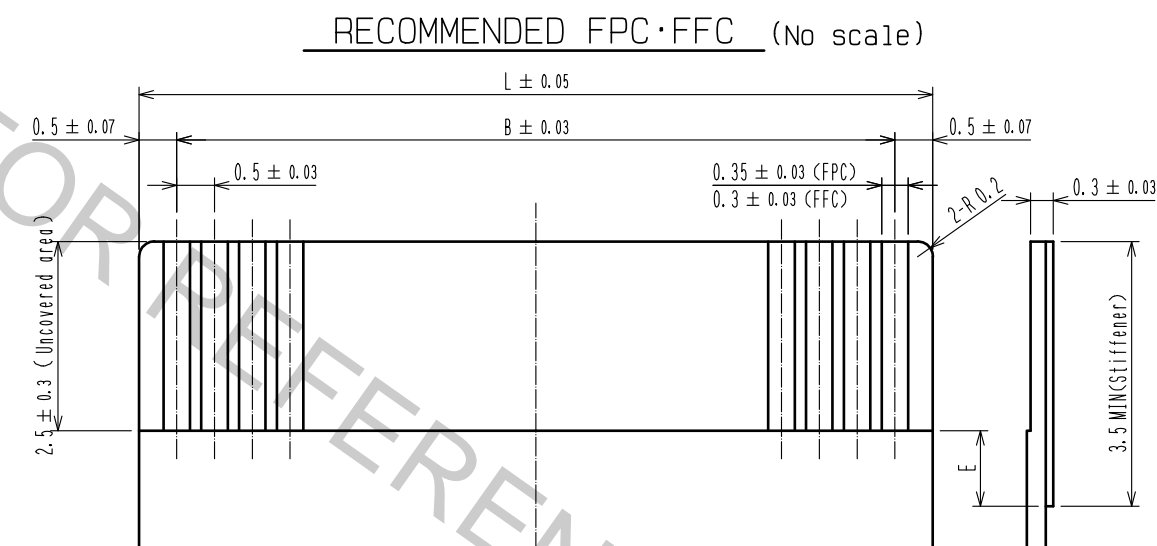 RECOMMENDED FPC·FFC (No scale)
L ± 0.05
0.5 ± 0.07
B ± 0.03
0.5 ± 0.07
0.5 ± 0.03
0.35 ± 0.03 (FPC)
0.3 ± 0.03 (FFC)
2-R0.2
0.3 ± 0.03
2.5 ± 0.3 (Uncovered area)
3.5 MIN(Stiffener)
E
FOR REFEREN